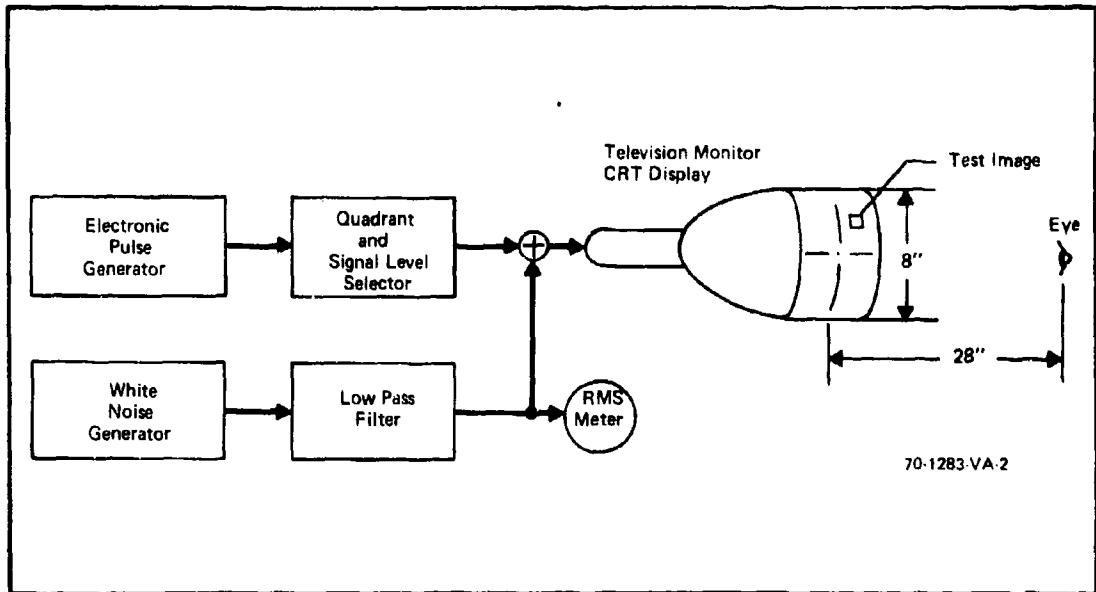 Television Monitor
CRT Display
Test Image
Electronic
Pulse
Generator
Quadrant
and
Signal Level
Selector
Eye
8"
28"
White
Noise
Generator
Low Pass
Filter
RMS
Meter
70-1283-VA-2